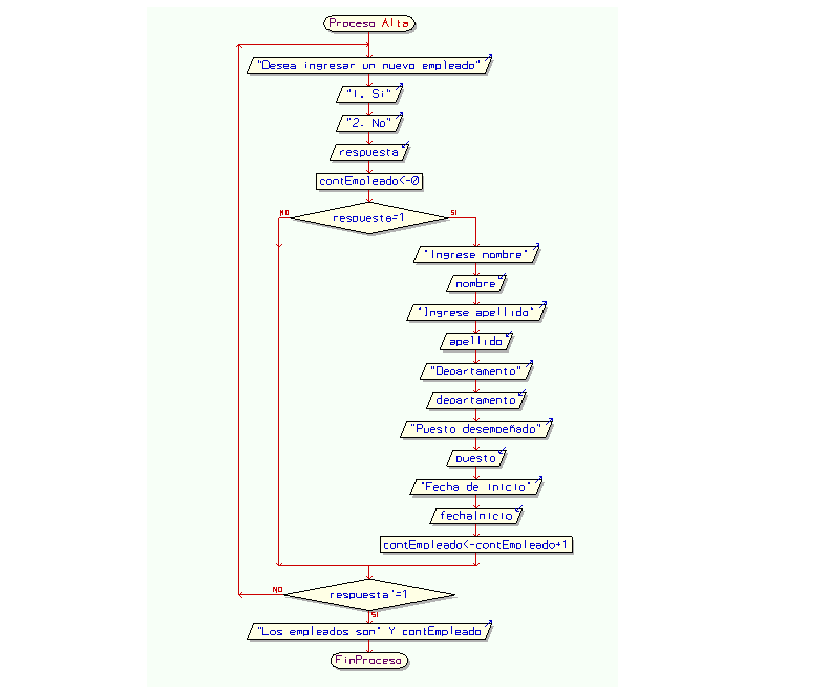 Proceso Alta
"Desea ingresar un nuevo empleado"
"1. Si"
"2. No"
respuesta
contEmpleado<-0
NO
respuesta=1
SI
"Ingrese nombre"
nombre
"Ingrese apellido"
apellido
"Departamento"
departamento
"Puesto desempeñado"
puesto
"Fecha de inicio"
fechaInicio
contEmpleado<-contEmpleado+1
NO
respuesta"=1
SI
"Los empleados son" Y contEmpleado
FinProceso